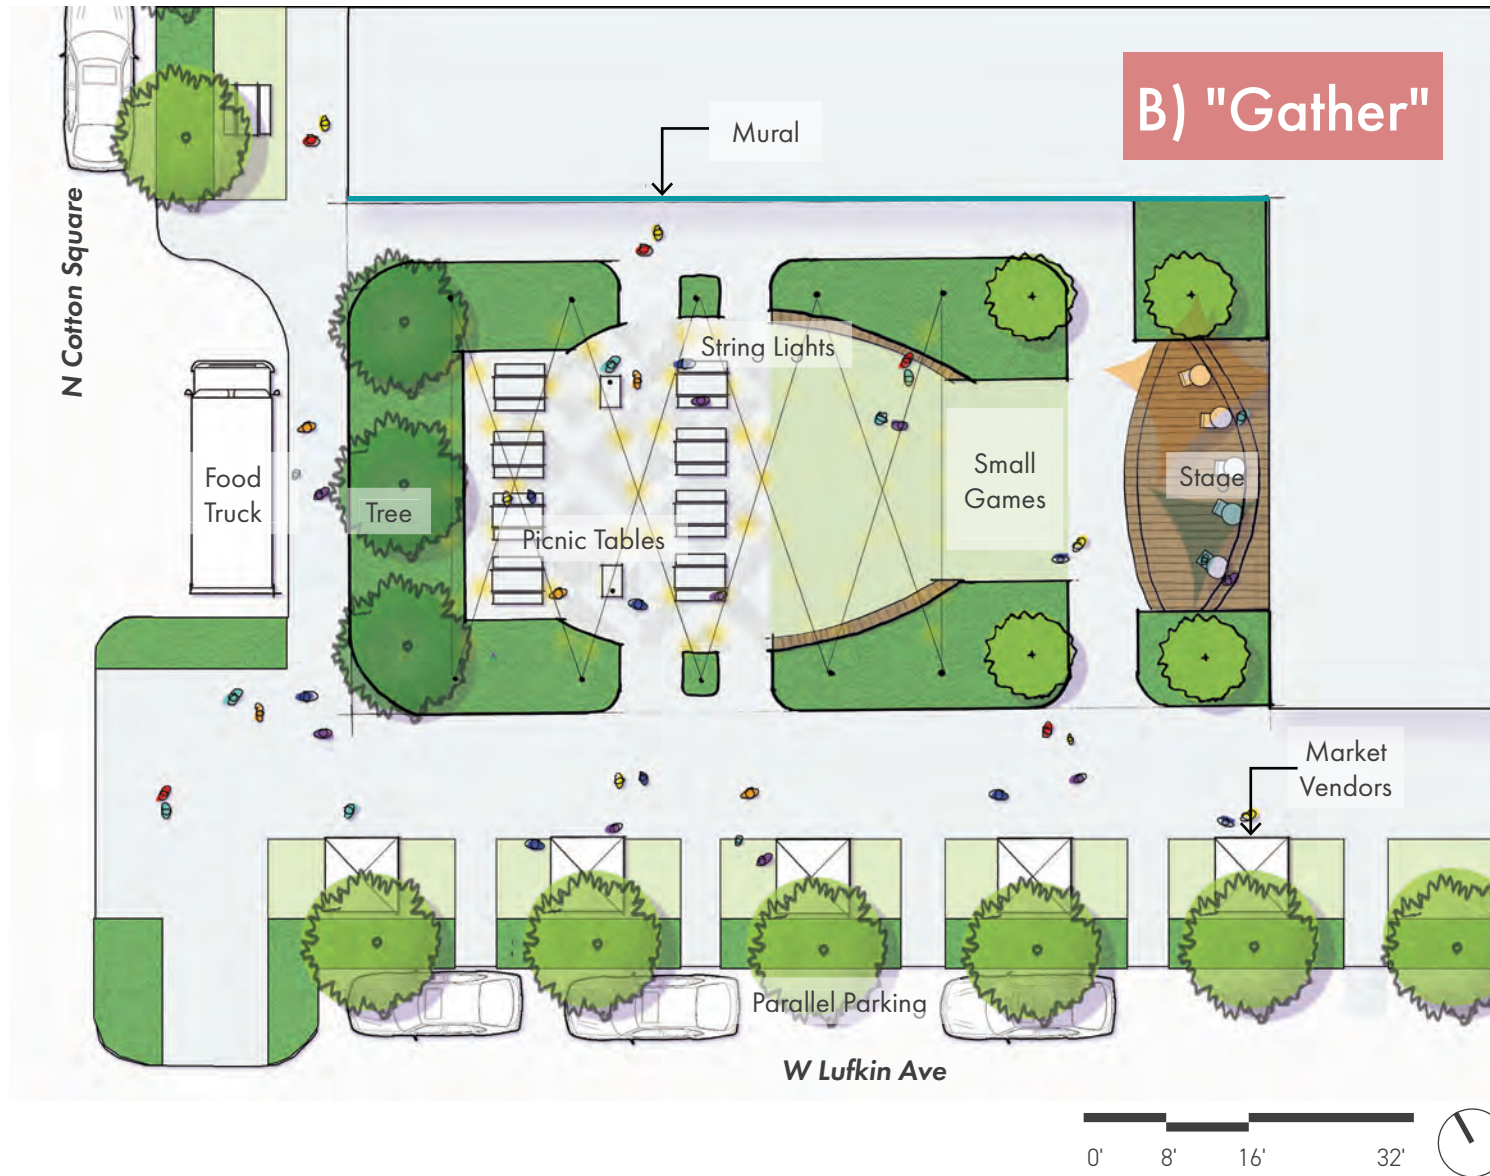 B) "Gather"
Mural
N Cotton Square
String Lights
Food
Truck
Tree
Picnic Tables
Small
Games
Stage
Market
Vendors
Parallel Parking
W Lufkin Ave
0' 8' 16' 32'